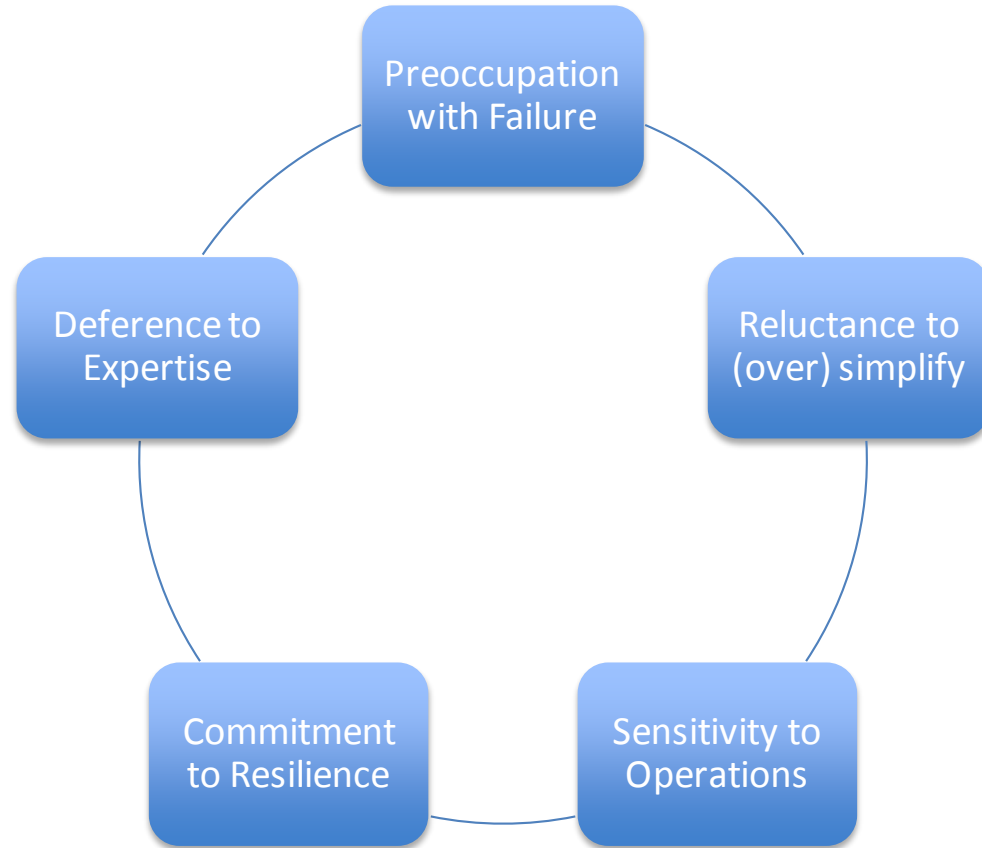 Preoccupation
with Failure
Reluctance to
(over) simplify
Sensitivity to
Operations
Commitment
to Resilience
Deference to
Expertise